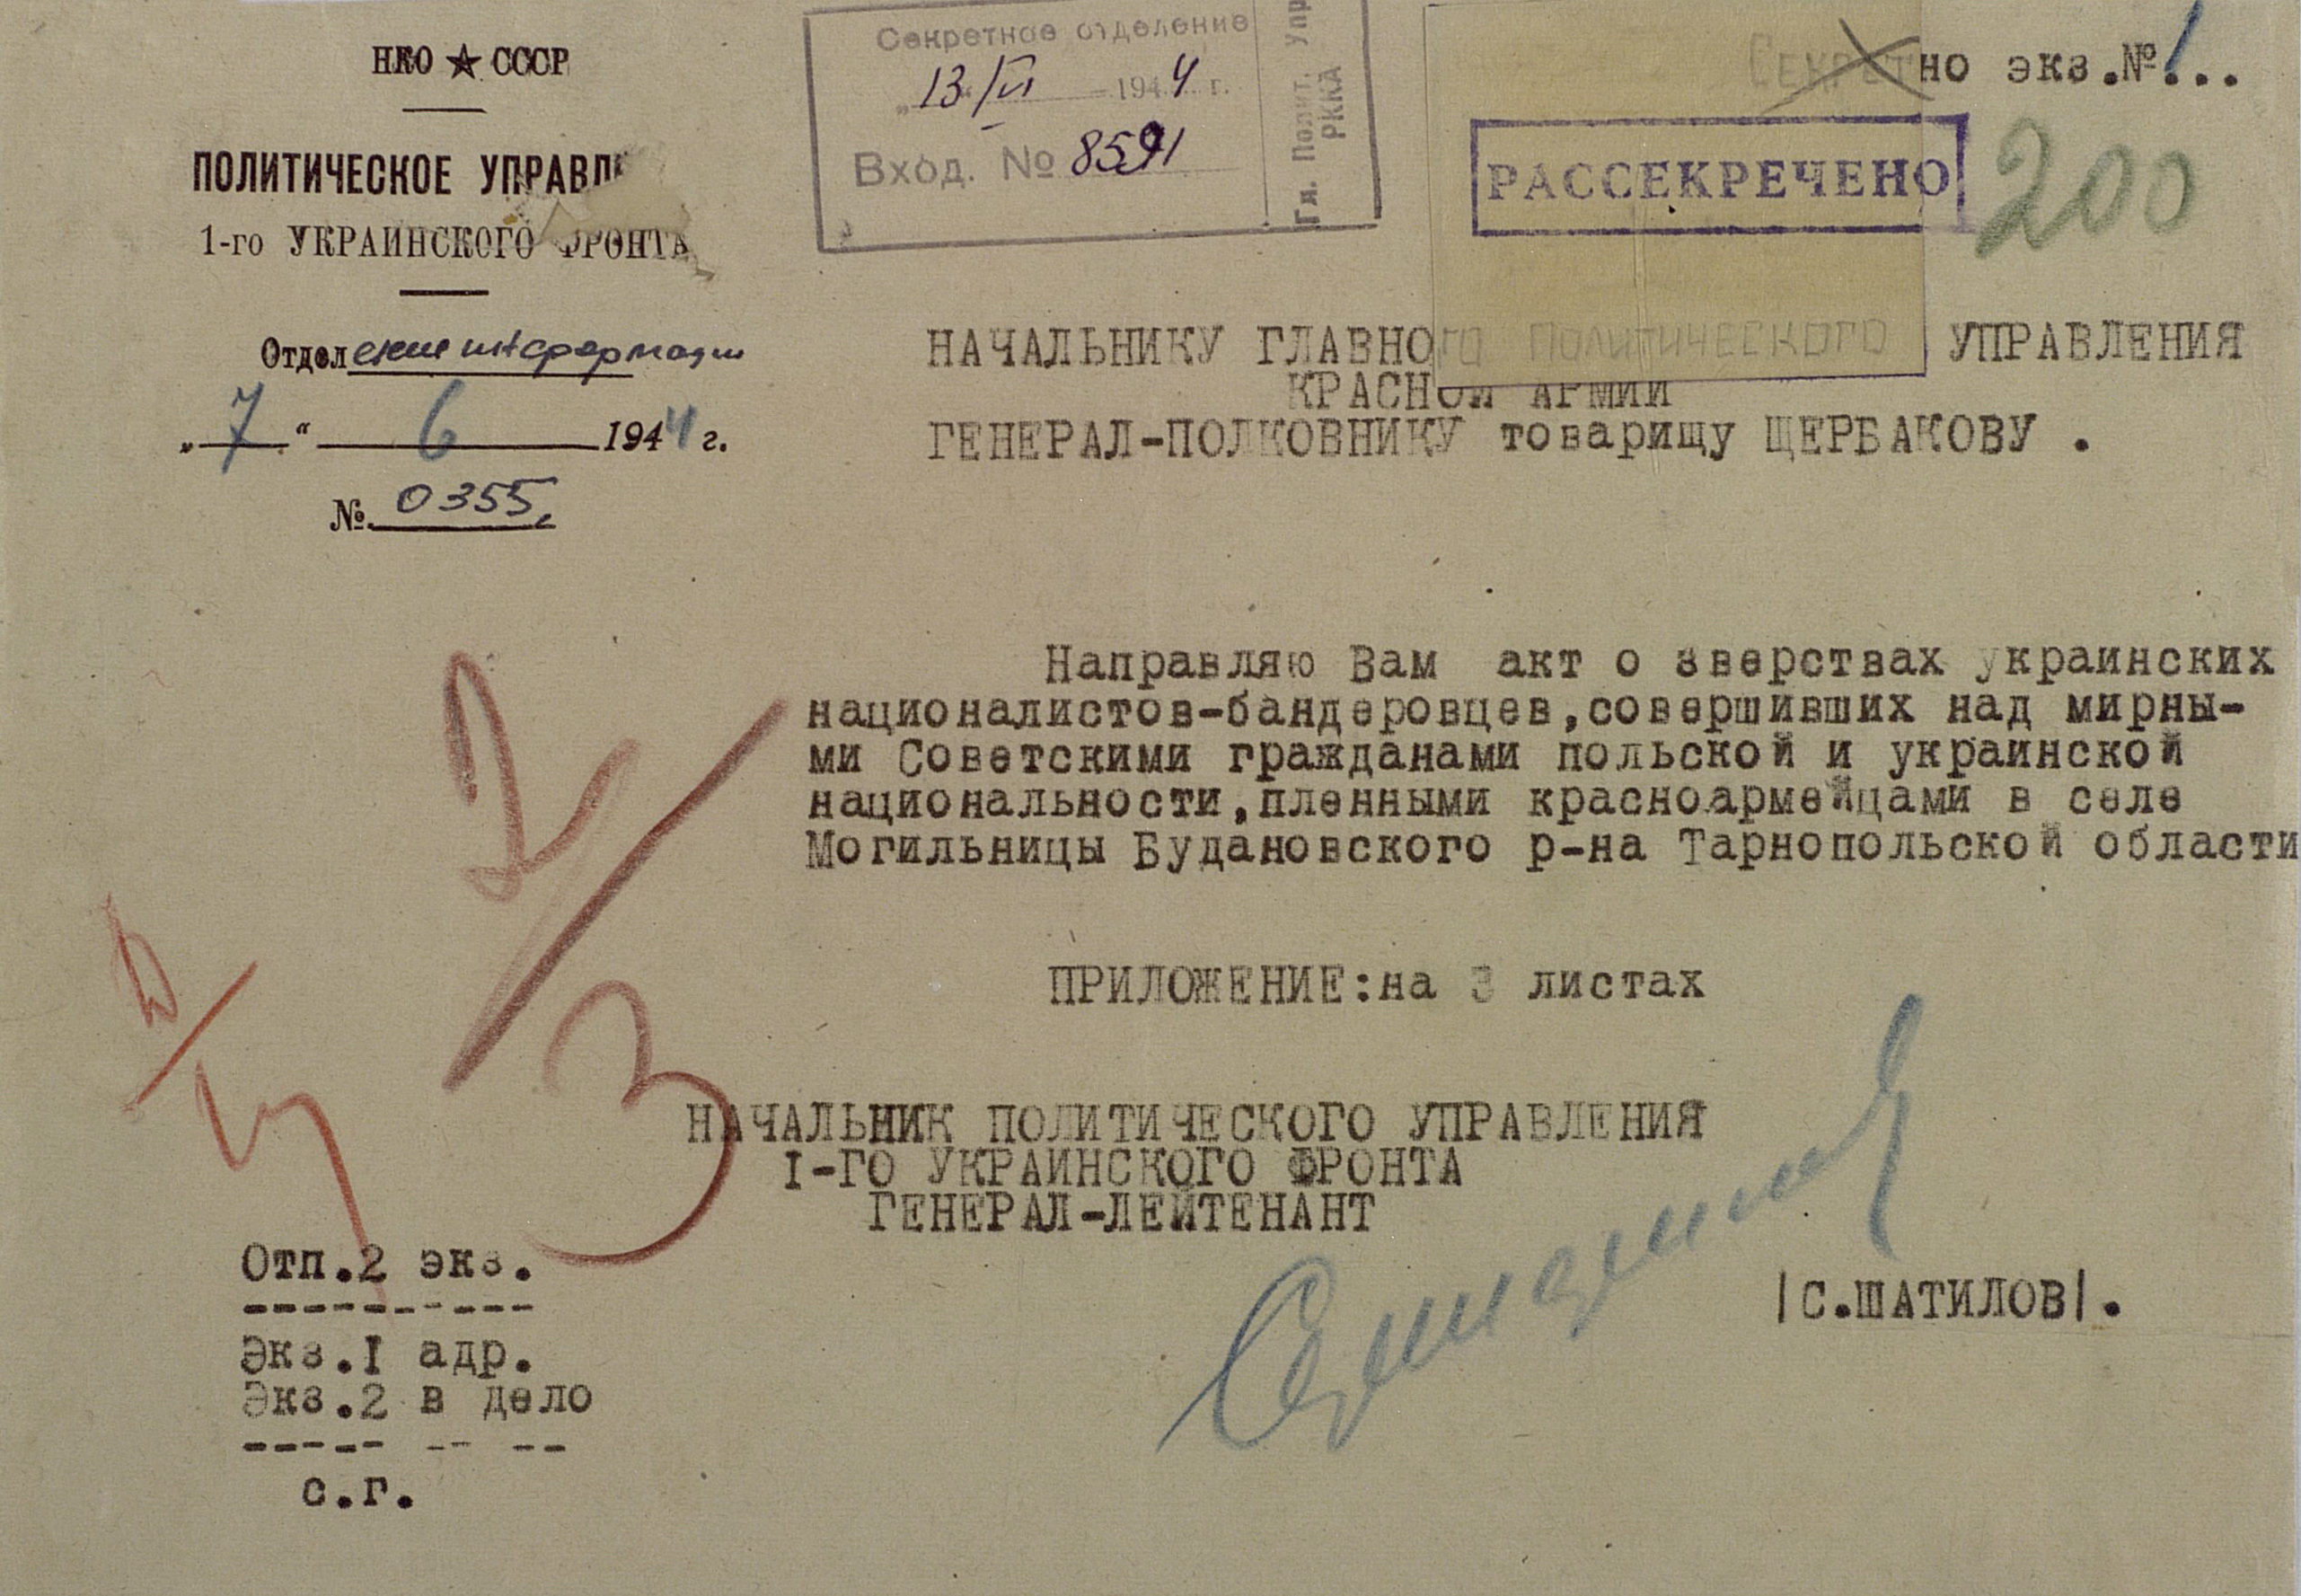 НКО ★ СССР
ПОЛИТИЧЕСКОЕ УПРАВЛЕ
1-го УКРАИНСКОГО ФРОНТА
Отделение информации
„7“ 6 1944 г.
№ 0355.
Секретное отделение
„13“/VI 1944 г.
Вход. № 8591
Гл. Полит. Упр
РККА
Секретно экз.№1...
РАССЕКРЕЧЕНО
200
НАЧАЛЬНИКУ ГЛАВНОГО ПОЛИТИЧЕСКОГО УПРАВЛЕНИЯ
КРАСНОЙ АРМИИ
ГЕНЕРАЛ-ПОЛКОВНИКУ товарищу ЩЕРБАКОВУ .
Направляю Вам акт о зверствах украинских
националистов-бандеровцев,совершивших над мирны-
ми Советскими гражданами польской и украинской
национальности,пленными красноармейцами в селе
Могильницы Будановского р-на Тарнопольской области
ПРИЛОЖЕНИЕ:на 3 листах
НАЧАЛЬНИК ПОЛИТИЧЕСКОГО УПРАВЛЕНИЯ
I-ГО УКРАИНСКОГО ФРОНТА
ГЕНЕРАЛ-ЛЕЙТЕНАНТ
|С.ШАТИЛОВ|.
Отп.2 экз.
----------
Экз.I адр.
Экз.2 в дело
----- -- --
с.г.